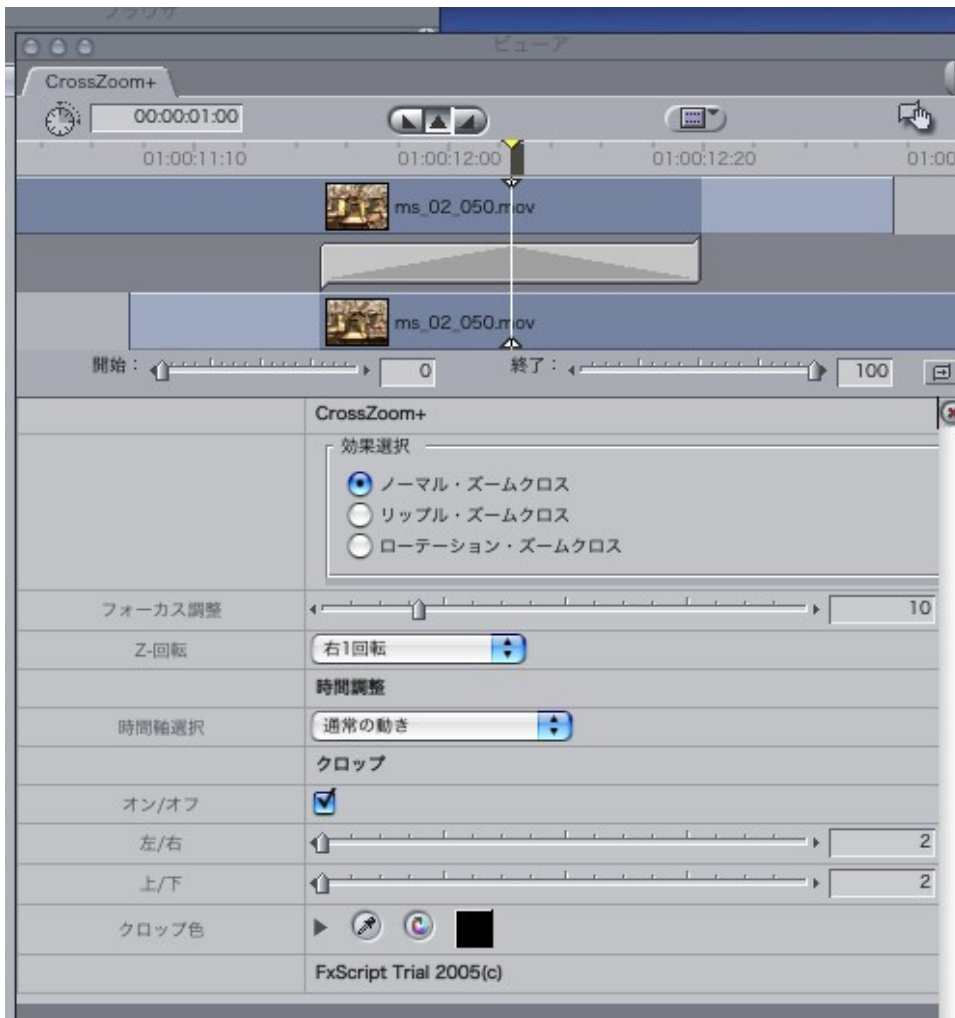 ブラウザ
ビューア
CrossZoom+
00:00:01:00
01:00:11:10 01:00:12:00 01:00:12:20 01:00
ms_02_050.mov
ms_02_050.mov
開始： 0 終了： 100
CrossZoom+
効果選択
ノーマル・ズームクロス
リップル・ズームクロス
ローテーション・ズームクロス
フォーカス調整 10
Z-回転 右1回転
時間調整
時間軸選択 通常の動き
クロップ
オン/オフ
左/右 2
上/下 2
クロップ色
FxScript Trial 2005(c)